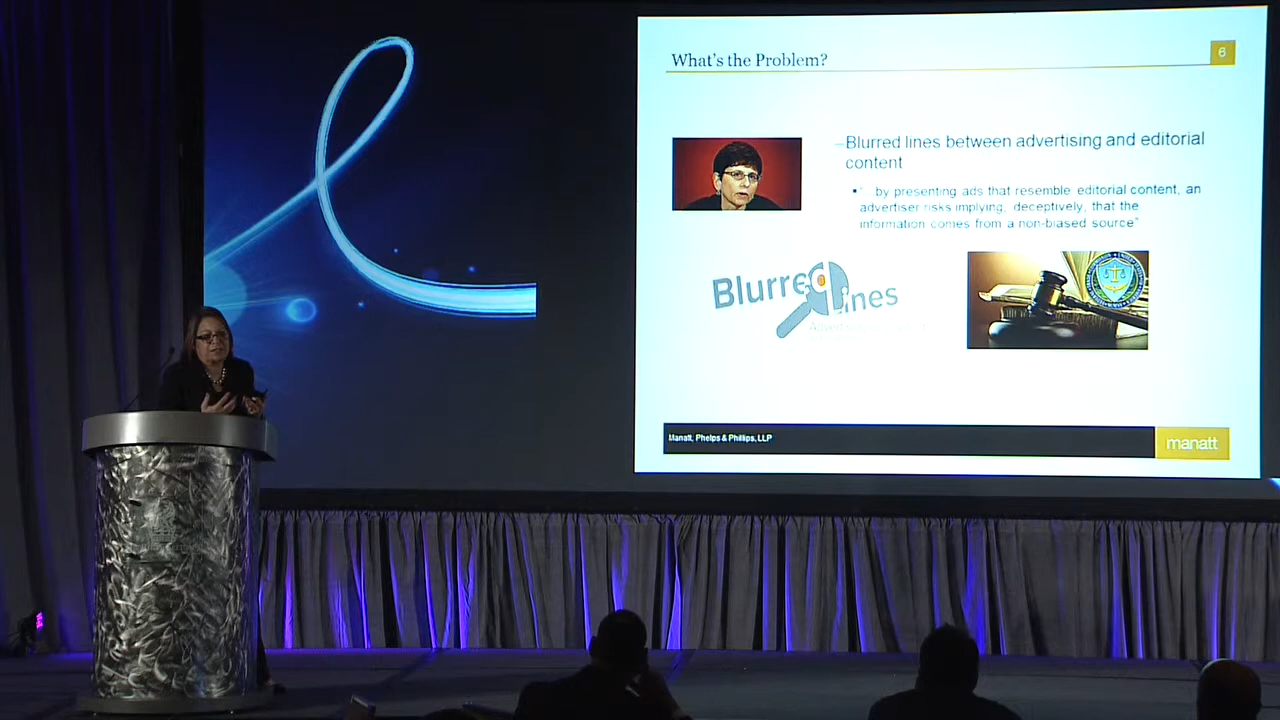 What's the Problem?
6
–Blurred lines between advertising and editorial
content
•" by presenting ads that resemble editorial content, an
advertiser risks implying, deceptively, that the
information comes from a non-biased source"
Blurred
lines
Manatt, Phelps & Phillips, LLP
manatt